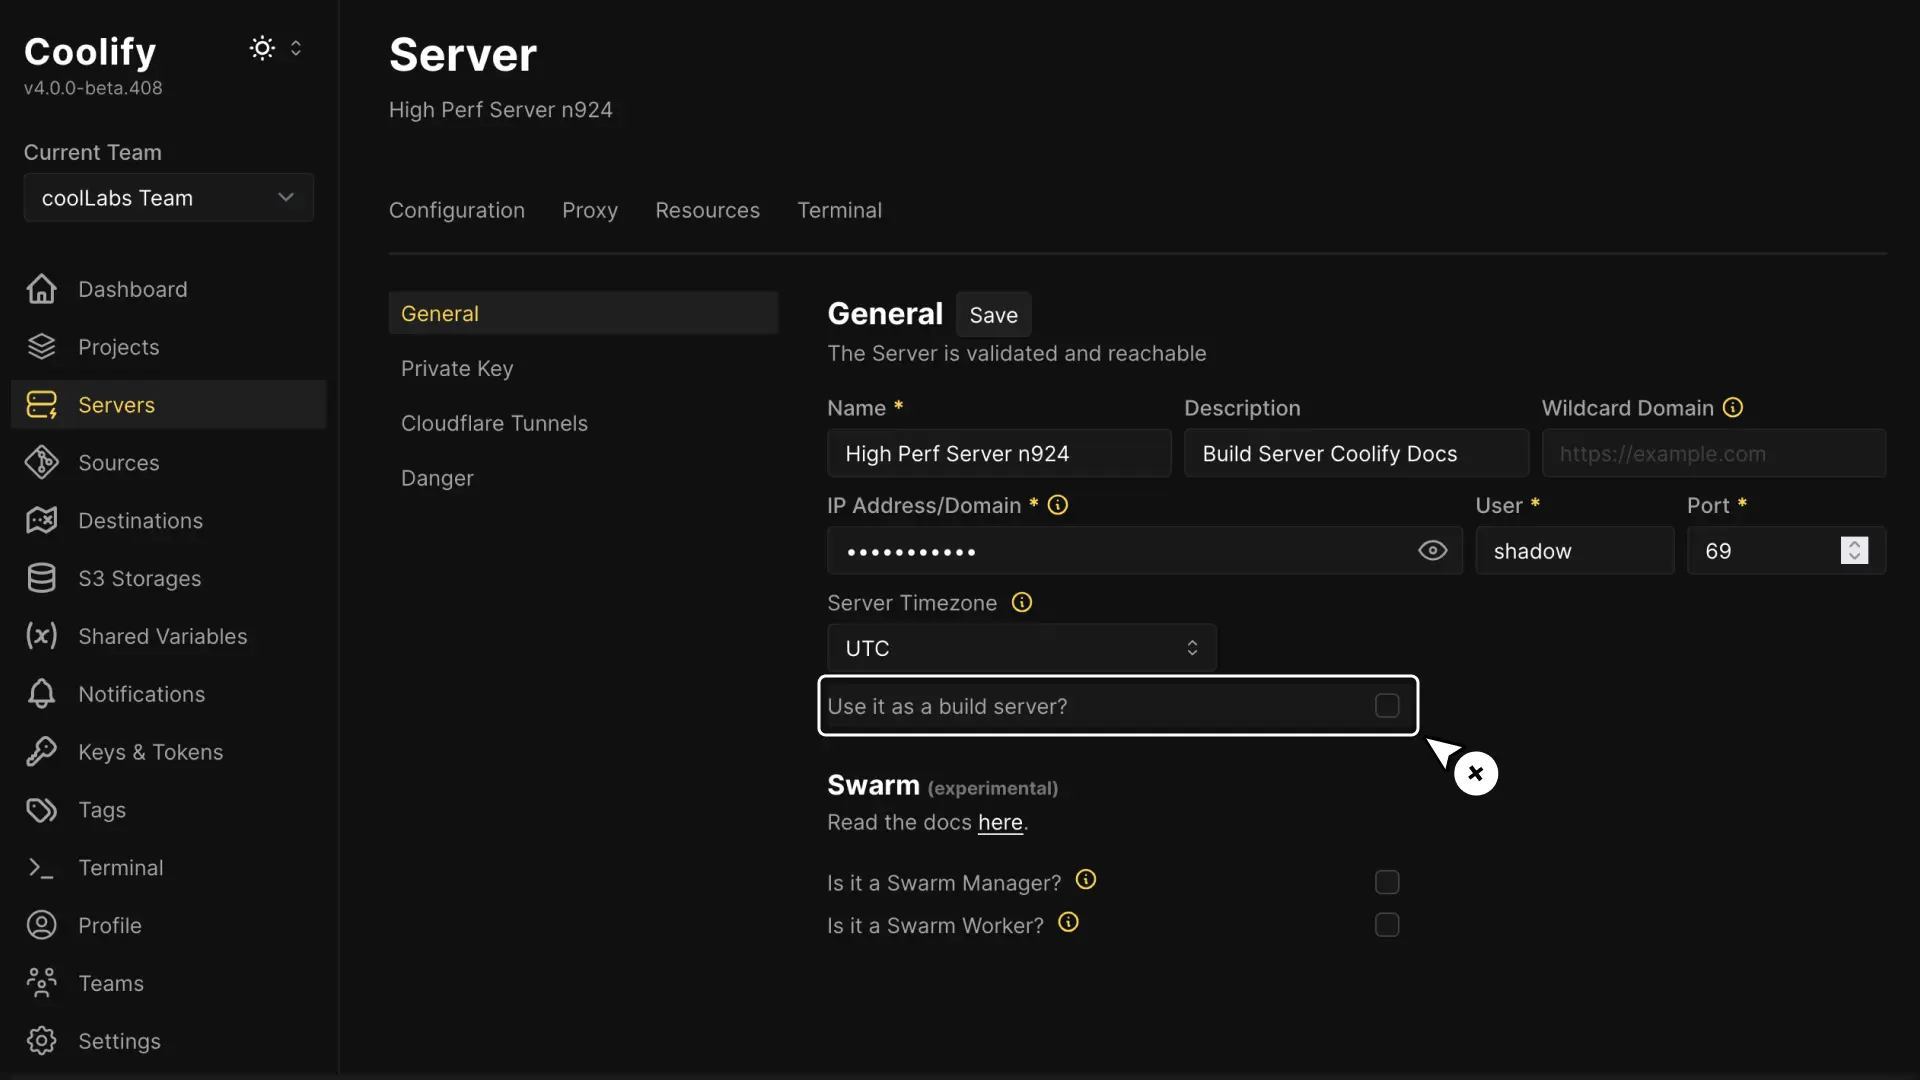 Coolify
v4.0.0-beta.408
Current Team
coolLabs Team
Dashboard
Projects
Servers
Sources
Destinations
S3 Storages
Shared Variables
Notifications
Keys & Tokens
Tags
Terminal
Profile
Teams
Settings
Server
High Perf Server n924
Configuration Proxy Resources Terminal
General
Private Key
Cloudflare Tunnels
Danger
General Save
The Server is validated and reachable
Name * Description Wildcard Domain
High Perf Server n924 Build Server Coolify Docs https://example.com
IP Address/Domain * User * Port *
••••••••••• shadow 69
Server Timezone
UTC
Use it as a build server?
Swarm (experimental)
Read the docs here.
Is it a Swarm Manager?
Is it a Swarm Worker?